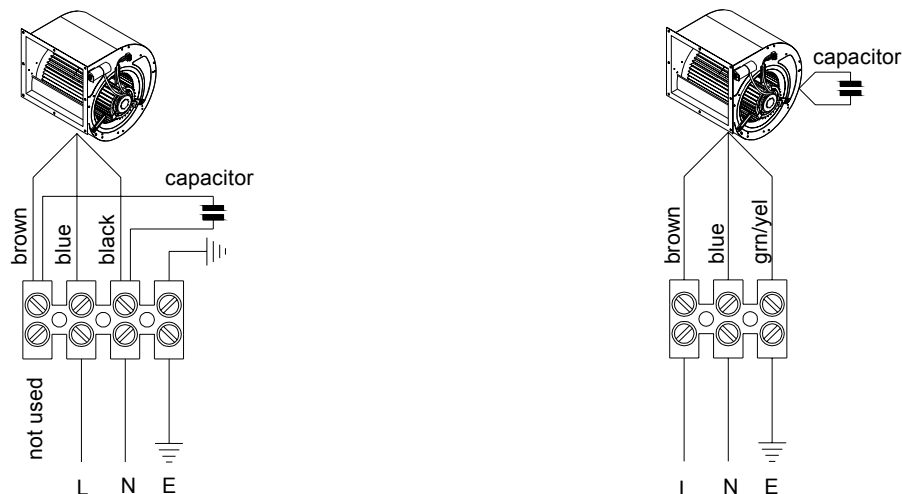 capacitor
brown
blue
black
not used
L N E
capacitor
brown
blue
grn/yel
L N E